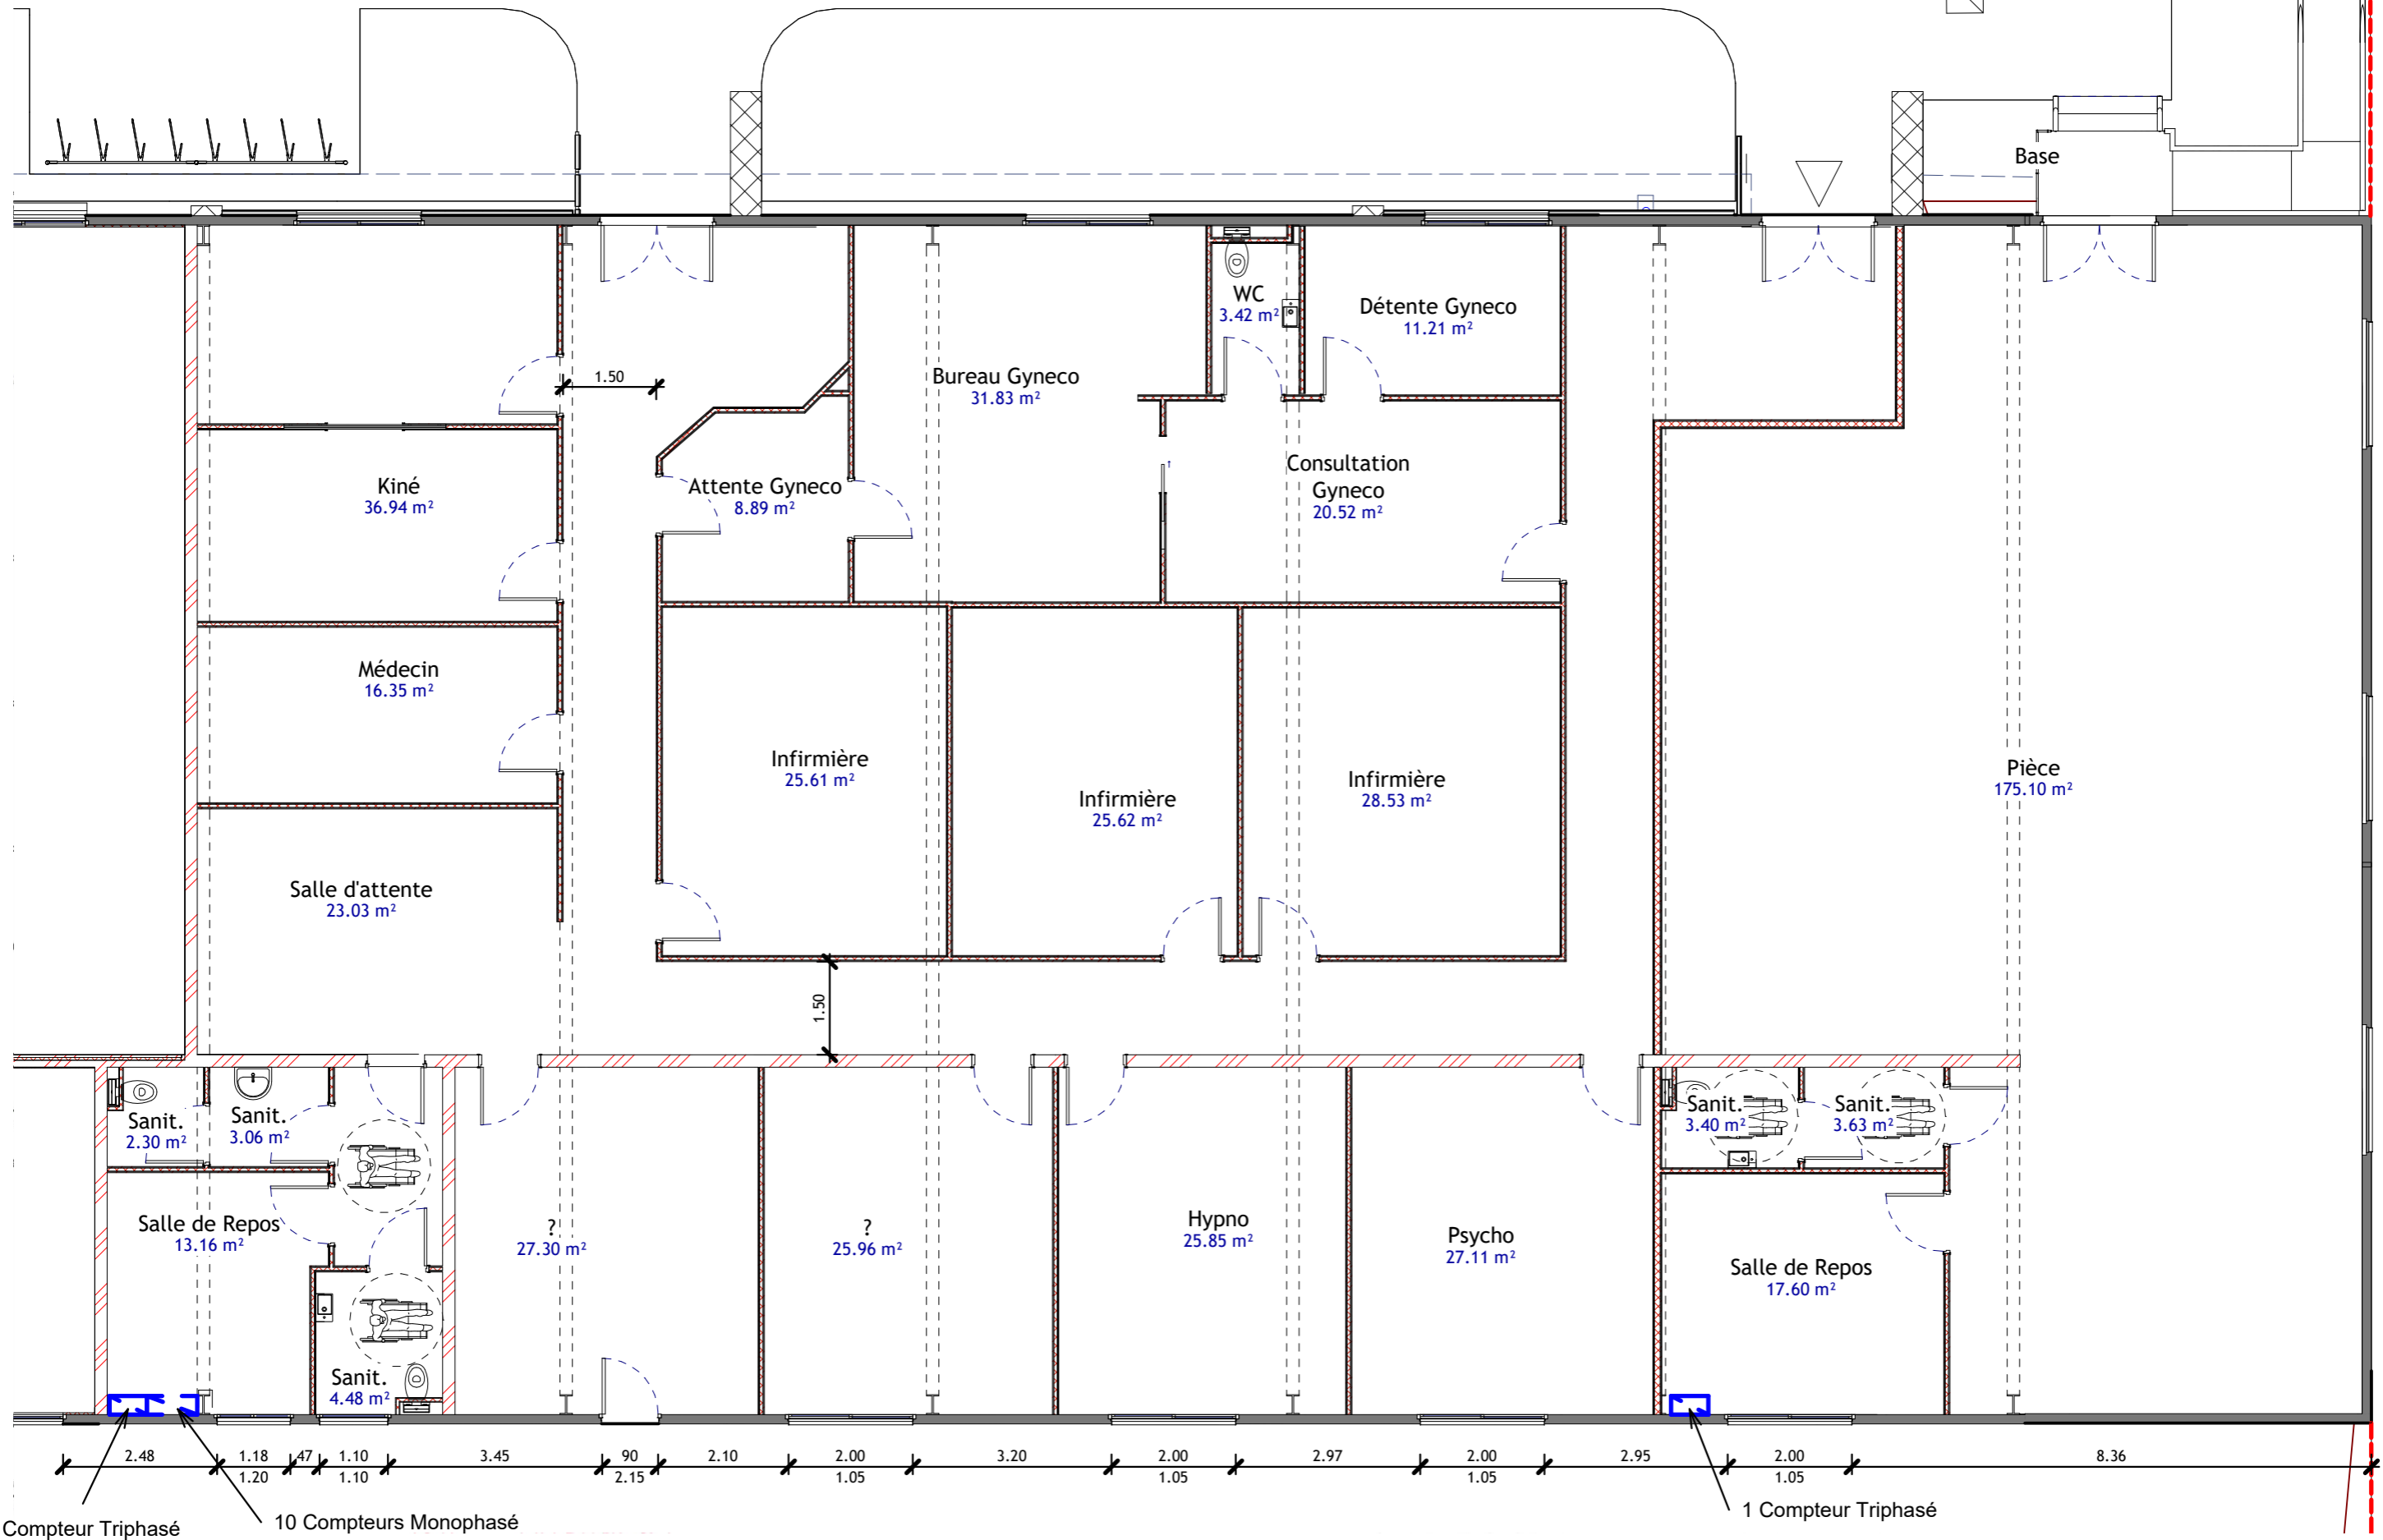 Base
WC
3.42 m²
Détente Gyneco
11.21 m²
1.50
Bureau Gyneco
31.83 m²
Kiné
36.94 m²
Attente Gyneco
8.89 m²
Consultation
Gyneco
20.52 m²
Médecin
16.35 m²
Infirmière
25.61 m²
Infirmière
25.62 m²
Infirmière
28.53 m²
Pièce
175.10 m²
Salle d'attente
23.03 m²
1.50
Sanit.
2.30 m²
Sanit.
3.06 m²
Sanit.
3.40 m²
Sanit.
3.63 m²
Salle de Repos
13.16 m²
?
27.30 m²
?
25.96 m²
Hypno
25.85 m²
Psycho
27.11 m²
Salle de Repos
17.60 m²
Sanit.
4.48 m²
2.48 1.18 47 1.10 3.45 90 2.10 2.00 3.20 2.00 2.97 2.00 2.95 2.00 8.36
1.20 1.10 2.15 1.05 1.05 1.05 1.05
Compteur Triphasé
10 Compteurs Monophasé
1 Compteur Triphasé